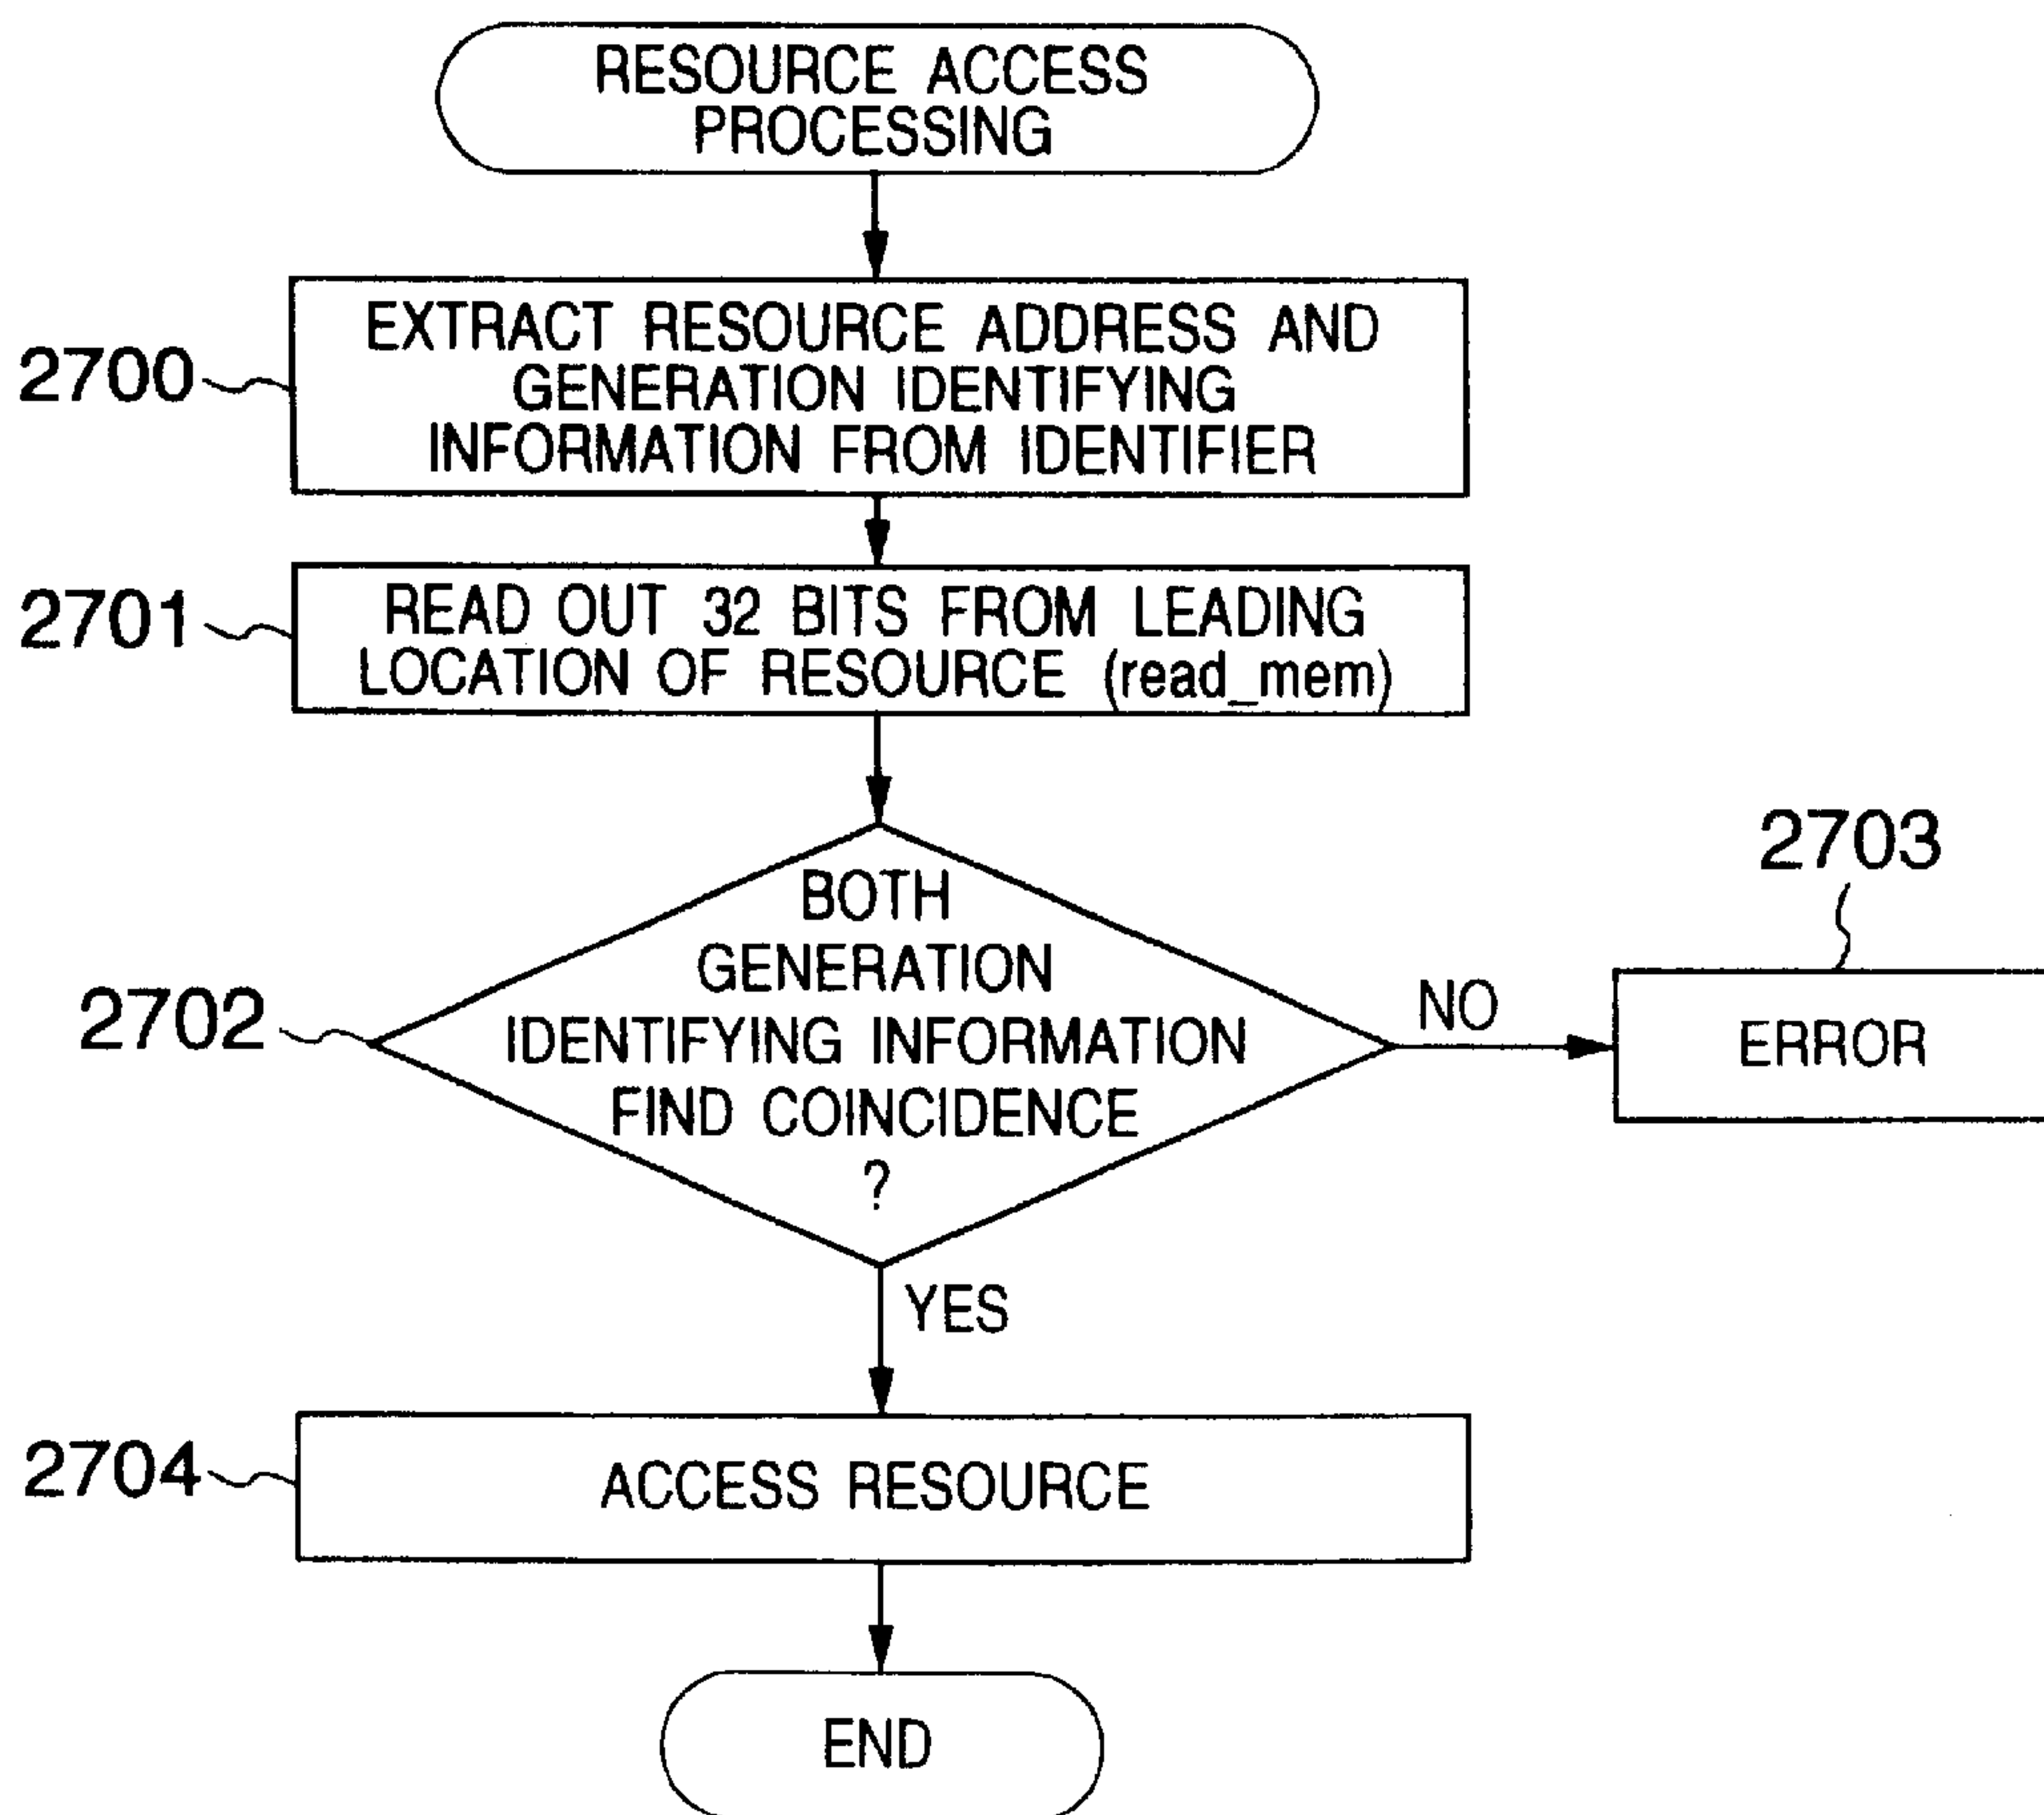 RESOURCE ACCESS
PROCESSING
2700
EXTRACT RESOURCE ADDRESS AND
GENERATION IDENTIFYING
INFORMATION FROM IDENTIFIER
2701
READ OUT 32 BITS FROM LEADING
LOCATION OF RESOURCE (read_mem)
2702
BOTH
GENERATION
IDENTIFYING INFORMATION
FIND COINCIDENCE
?
NO
2703
ERROR
YES
2704
ACCESS RESOURCE
END